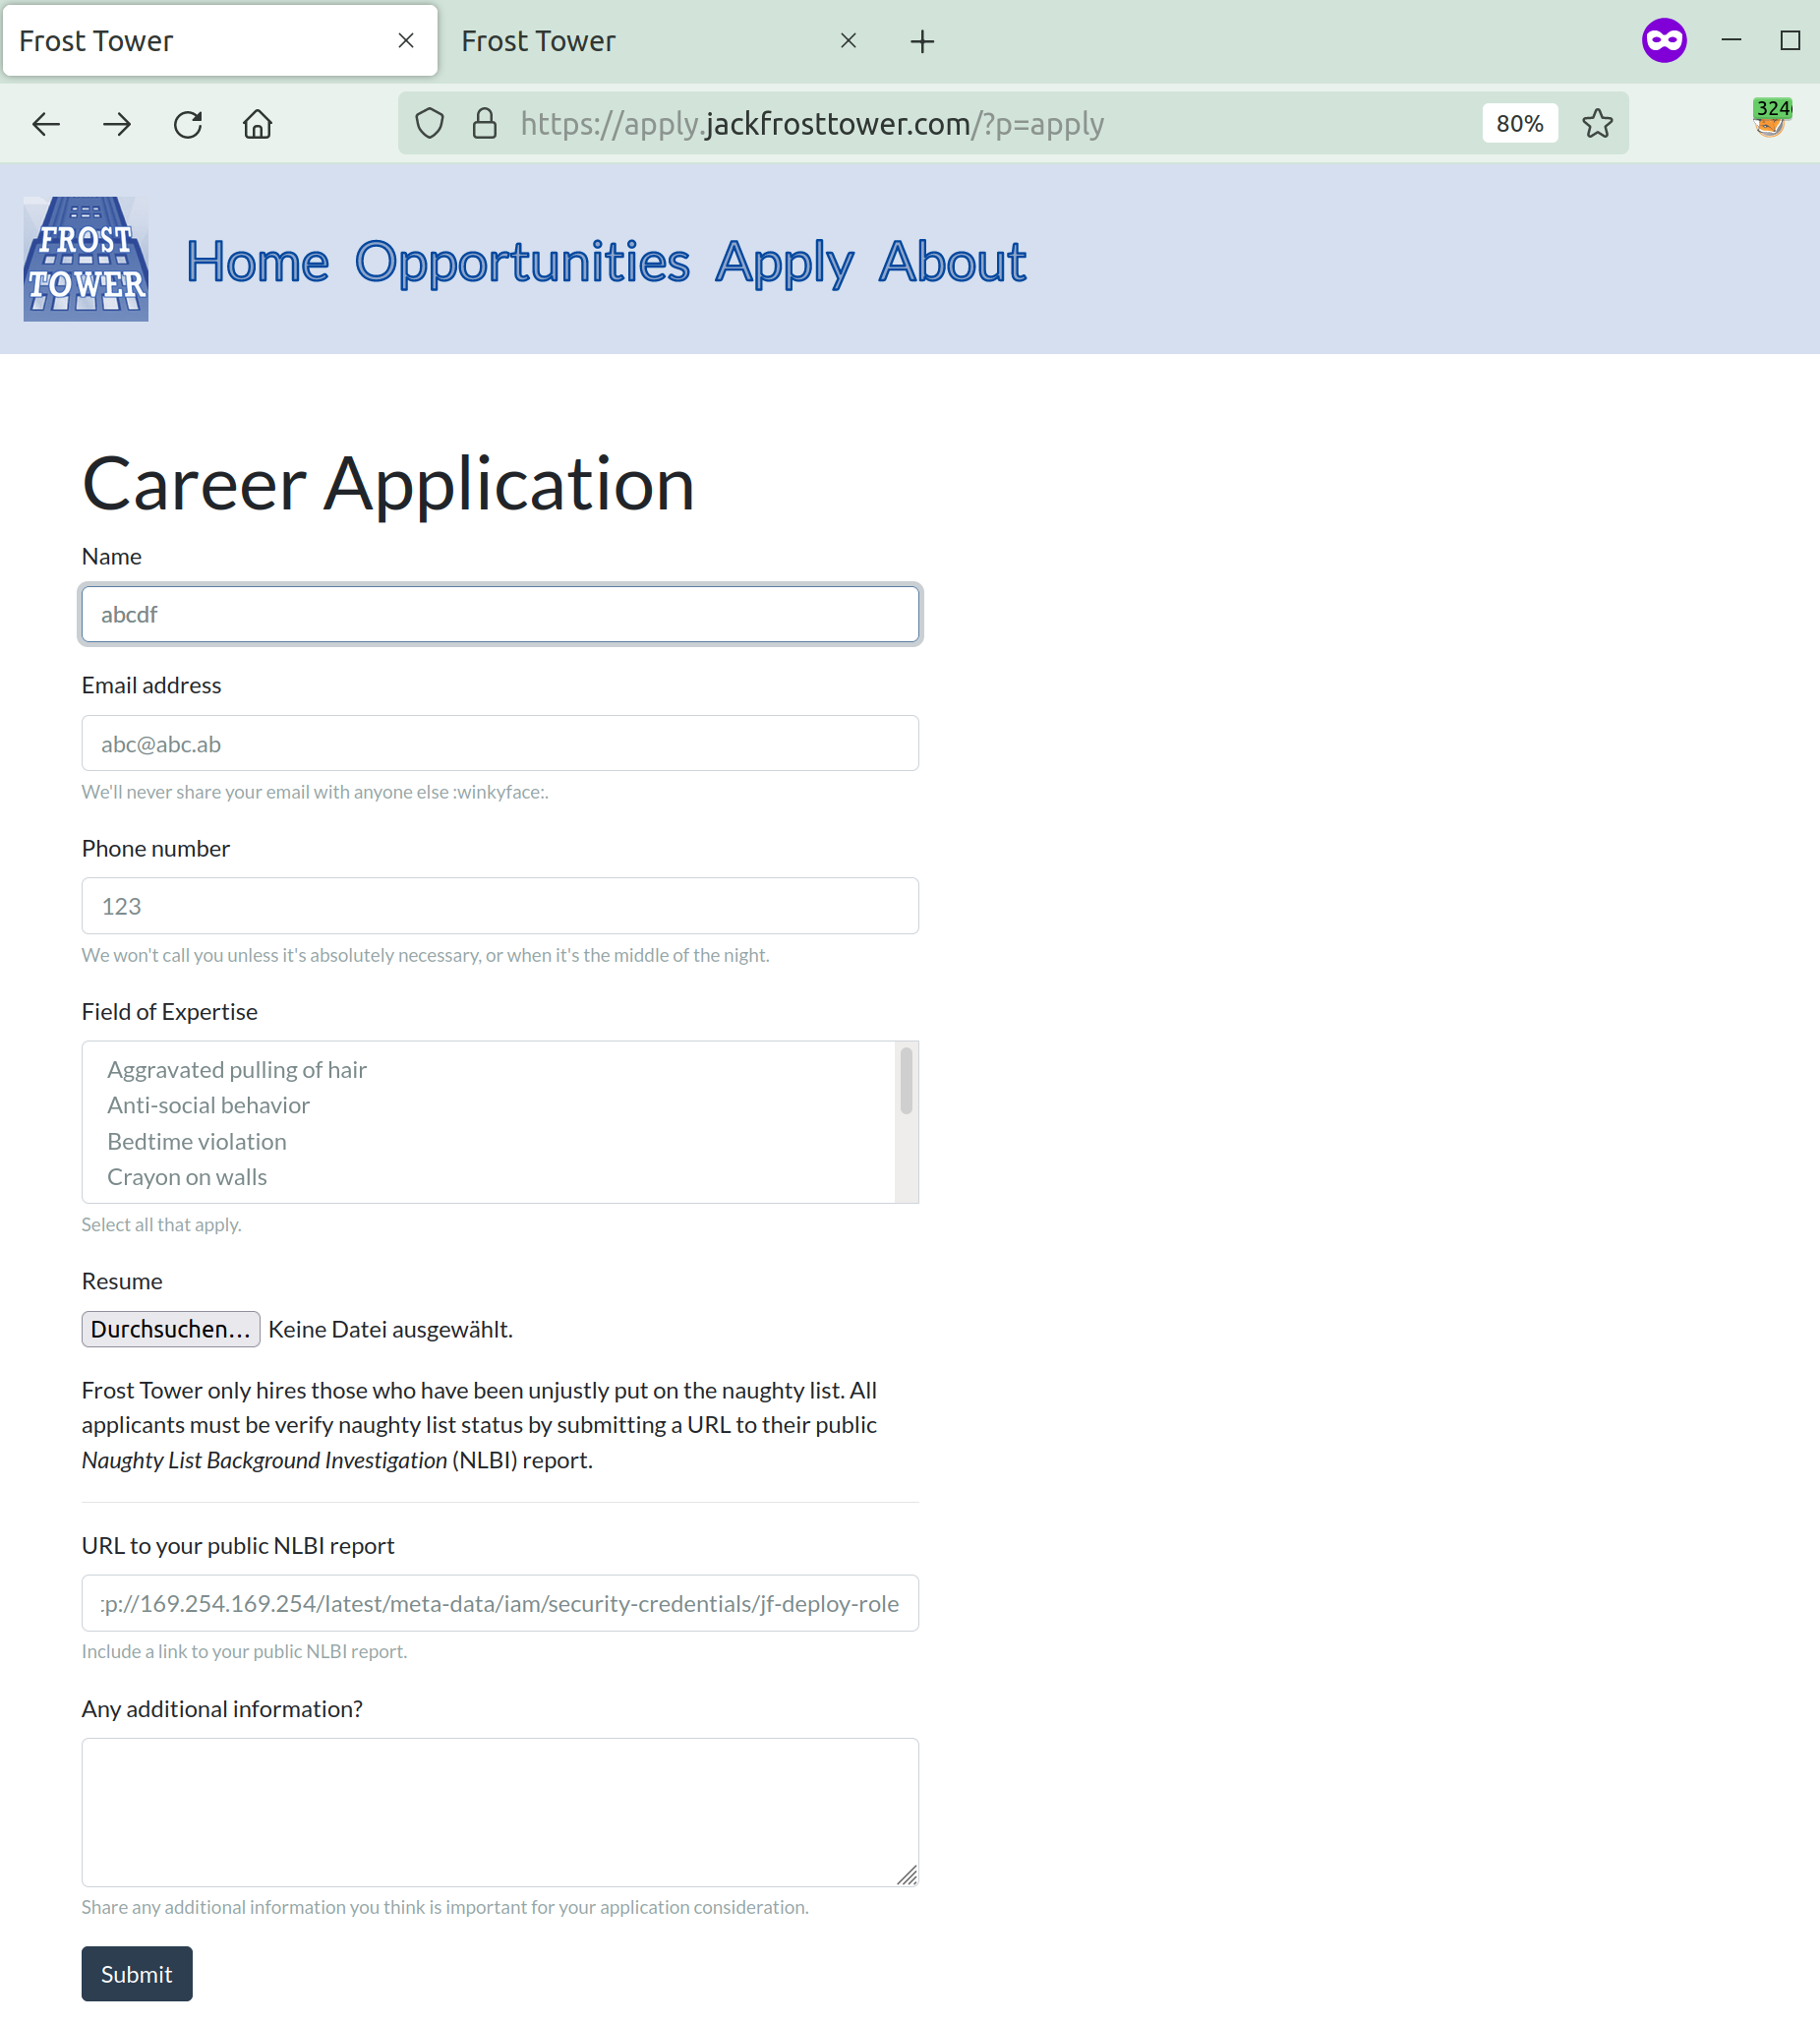 Frost Tower
Frost Tower
https://apply.jackfrosttower.com/?p=apply
80%
324
FROST
TOWER
Home Opportunities Apply About
Career Application
Name
abcdf
Email address
abc@abc.ab
We'll never share your email with anyone else :winkyface:.
Phone number
123
We won't call you unless it's absolutely necessary, or when it's the middle of the night.
Field of Expertise
Aggravated pulling of hair
Anti-social behavior
Bedtime violation
Crayon on walls
Select all that apply.
Resume
Durchsuchen... Keine Datei ausgewählt.
Frost Tower only hires those who have been unjustly put on the naughty list. All
applicants must be verify naughty list status by submitting a URL to their public
Naughty List Background Investigation (NLBI) report.
URL to your public NLBI report
tp://169.254.169.254/latest/meta-data/iam/security-credentials/jf-deploy-role
Include a link to your public NLBI report.
Any additional information?
Share any additional information you think is important for your application consideration.
Submit